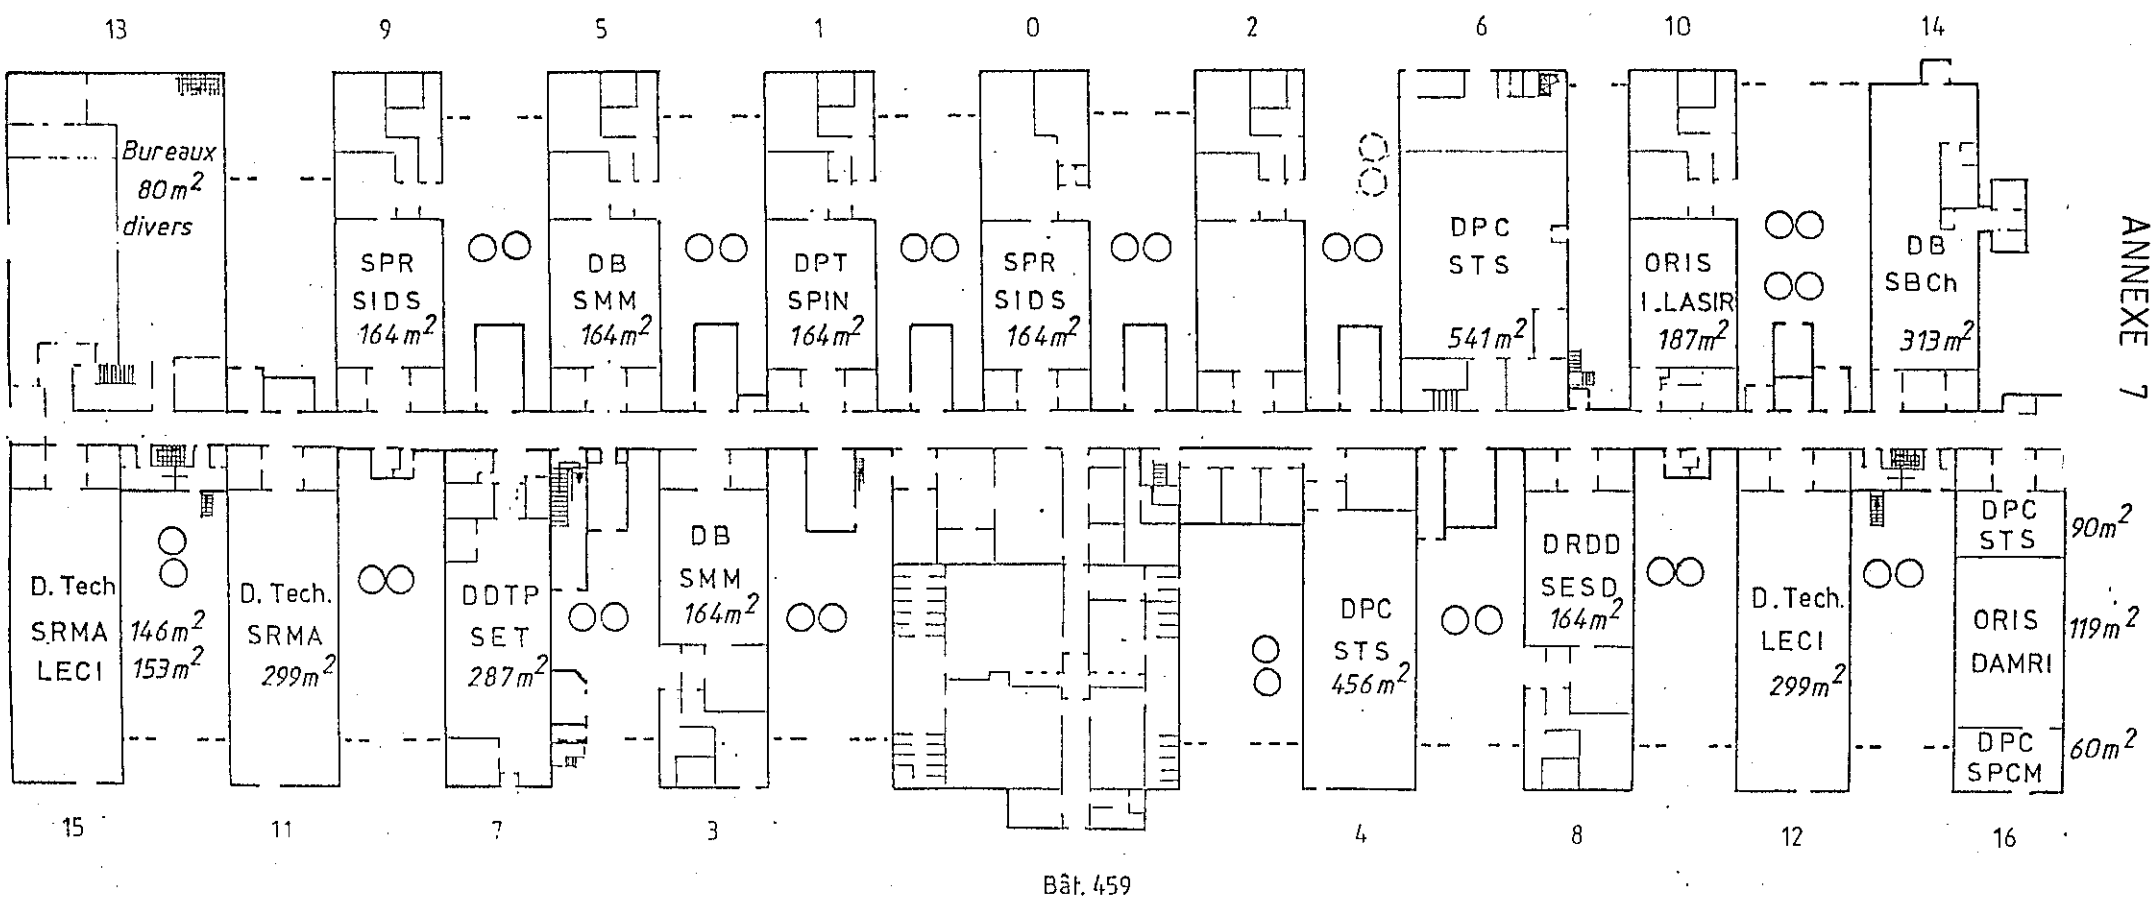 13 9 5 1 0 2 6 10 14
ANNEXE 7
Bureaux
80m²
divers
SPR
SIDS
164m²
DB
SMM
164m²
DPT
SPIN
164m²
SPR
SIDS
164m²
DPC
STS
541m²
ORIS
I.LASIR
187m²
DB
SBCh
313m²
D.Tech
SRMA 146m²
LECI 153m²
D.Tech.
SRMA
299m²
DDTP
SET
287m²
DB
SMM
164m²
DPC
STS
456m²
DRDD
SESD
164m²
D.Tech.
LECI
299m²
DPC
STS
90m²
ORIS
DAMRI
119m²
DPC
SPCM
60m²
15 11 7 3 4 8 12 16
Bât. 459